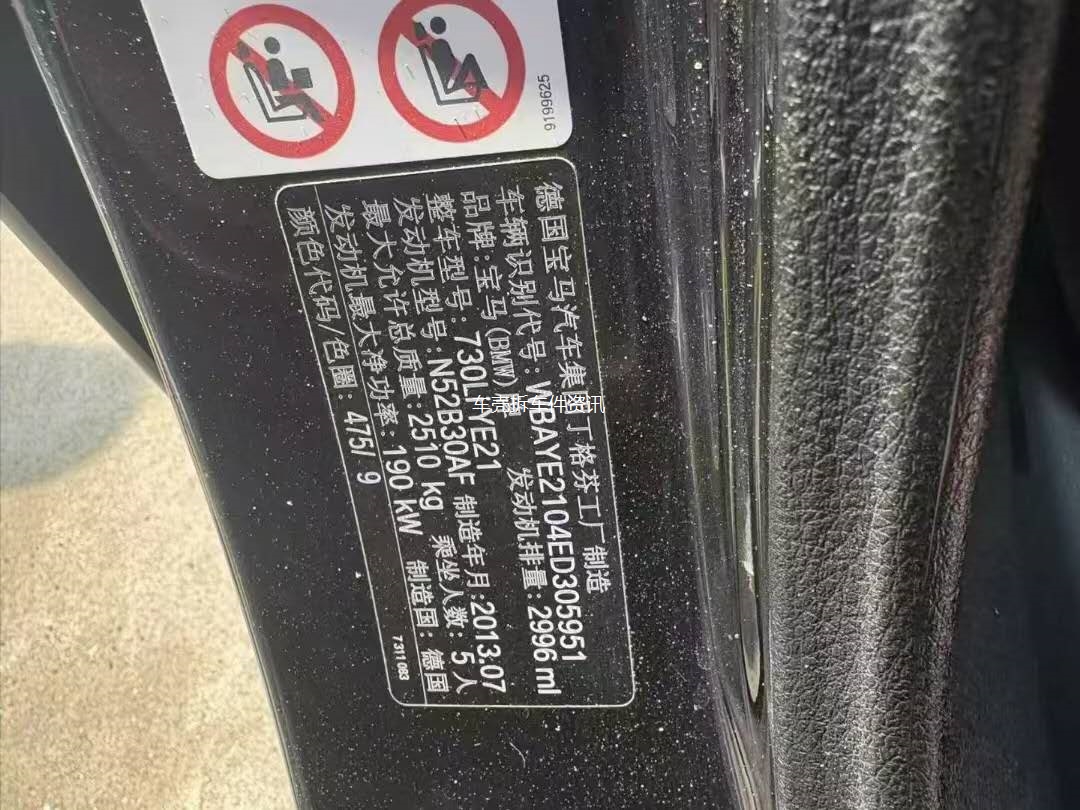 9199625
德国宝马汽车集团丁格芬工厂制造
车辆识别代号:WBAYE2104ED305951
品牌:宝马(BMW)牌 发动机排量:2996 ml
整车型号:730LI YE21
发动机型号:N52B30AF 制造年月:2013.07
最大允许总质量:2510 kg 乘坐人数:5人
发动机最大净功率:190 kW 制造国:德国
颜色代码/色圈:475/ 9
7311083
车壳拆车件资讯